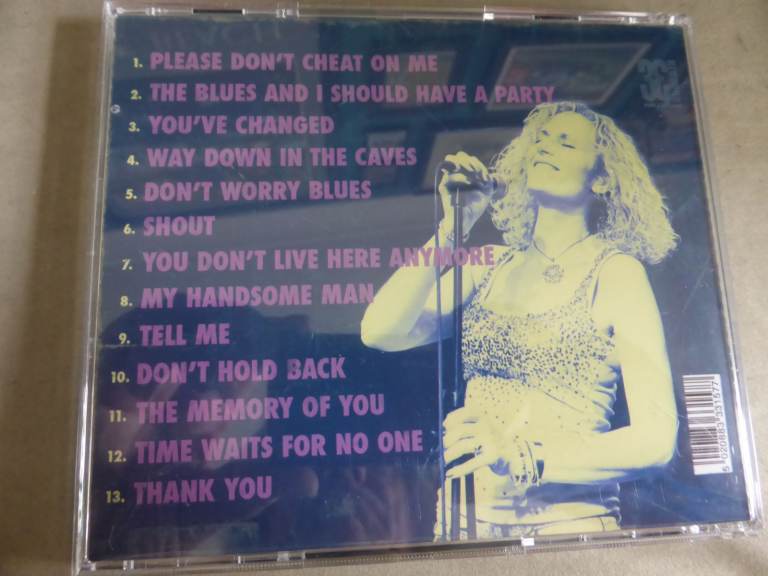 1. PLEASE DON'T CHEAT ON ME
2. THE BLUES AND I SHOULD HAVE A PARTY
3. YOU'VE CHANGED
4. WAY DOWN IN THE CAVES
5. DON'T WORRY BLUES
6. SHOUT
7. YOU DON'T LIVE HERE ANYMORE
8. MY HANDSOME MAN
9. TELL ME
10. DON'T HOLD BACK
11. THE MEMORY OF YOU
12. TIME WAITS FOR NO ONE
13. THANK YOU
5 020883 331577